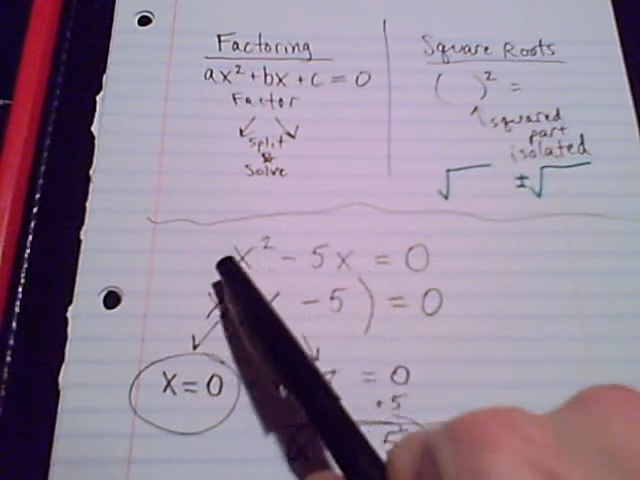 Factoring
ax² + bx + c = 0
Factor
Split
&
Solve
Square Roots
( )² =
squared
part
isolated
√ ±√
x² - 5x = 0
- 5 ) = 0
x = 0
= 0
+ 5